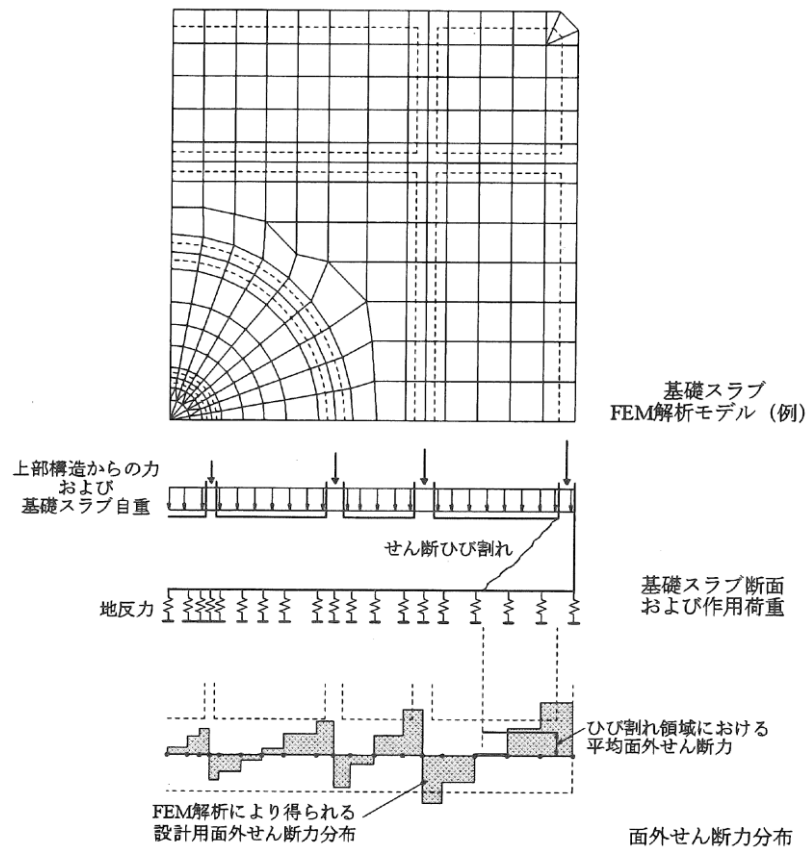 基礎スラブ
FEM解析モデル（例）
上部構造からの力
および
基礎スラブ自重
せん断ひび割れ
地反力
基礎スラブ断面
および作用荷重
ひび割れ領域における
平均面外せん断力
FEM解析により得られる
設計用面外せん断力分布
面外せん断力分布